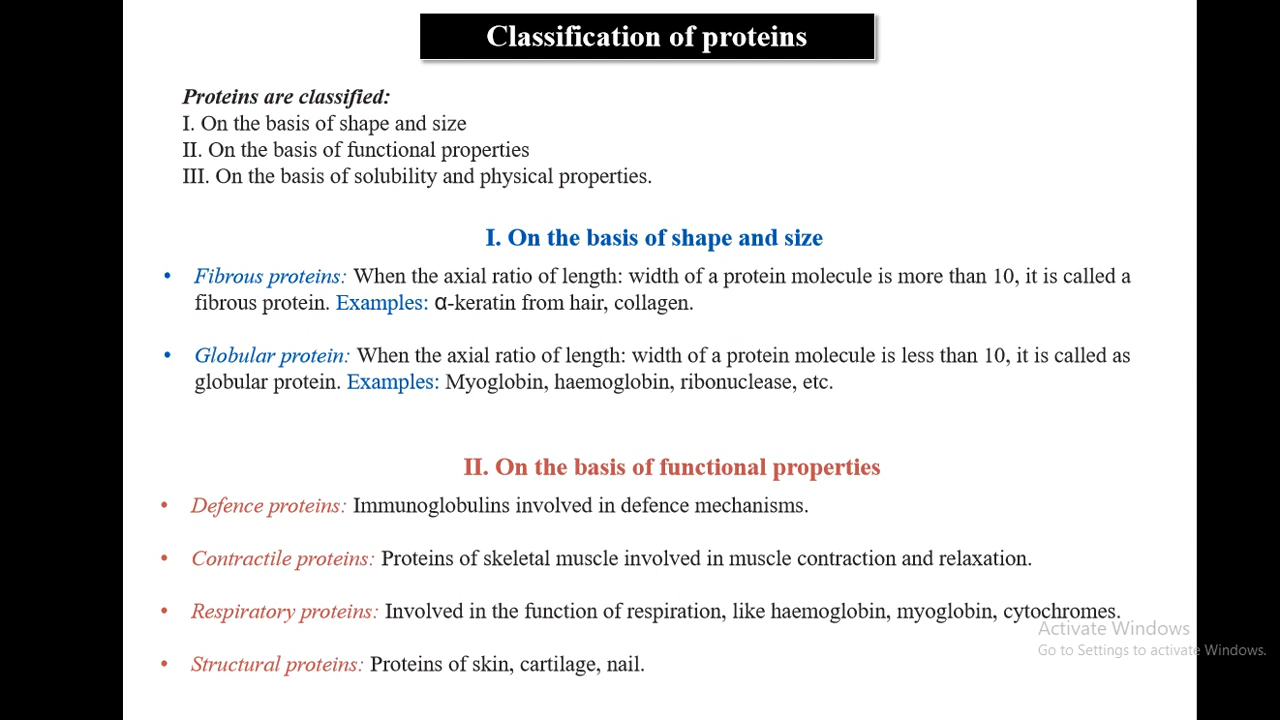 Classification of proteins
Proteins are classified:
I. On the basis of shape and size
II. On the basis of functional properties
III. On the basis of solubility and physical properties.
I. On the basis of shape and size
• Fibrous proteins: When the axial ratio of length: width of a protein molecule is more than 10, it is called a
fibrous protein. Examples: α-keratin from hair, collagen.
• Globular protein: When the axial ratio of length: width of a protein molecule is less than 10, it is called as
globular protein. Examples: Myoglobin, haemoglobin, ribonuclease, etc.
II. On the basis of functional properties
• Defence proteins: Immunoglobulins involved in defence mechanisms.
• Contractile proteins: Proteins of skeletal muscle involved in muscle contraction and relaxation.
• Respiratory proteins: Involved in the function of respiration, like haemoglobin, myoglobin, cytochromes.
Activate Windows
Go to Settings to activate Windows.
• Structural proteins: Proteins of skin, cartilage, nail.